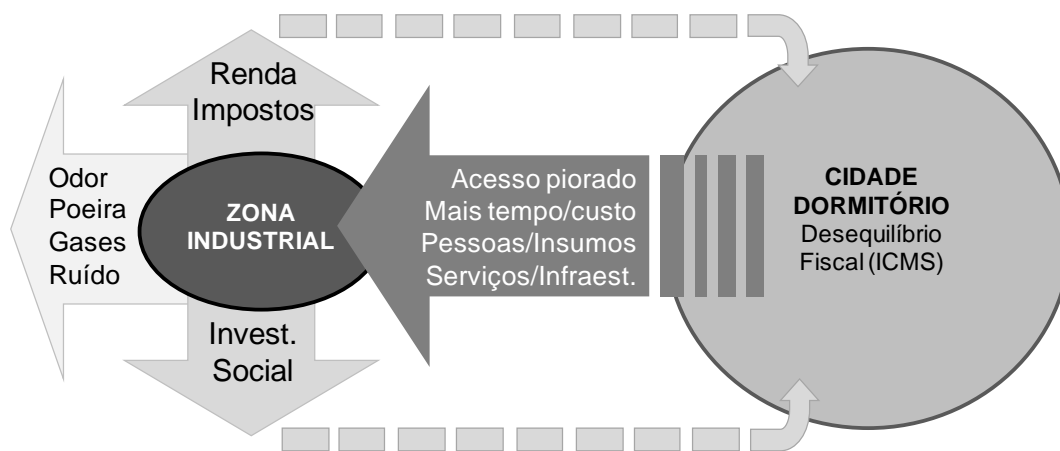 Renda
Impostos
Odor
Poeira
Gases
Ruído
ZONA
INDUSTRIAL
Invest.
Social
Acesso piorado
Mais tempo/custo
Pessoas/Insumos
Serviços/Infraest.
CIDADE
DORMITÓRIO
Desequilíbrio
Fiscal (ICMS)